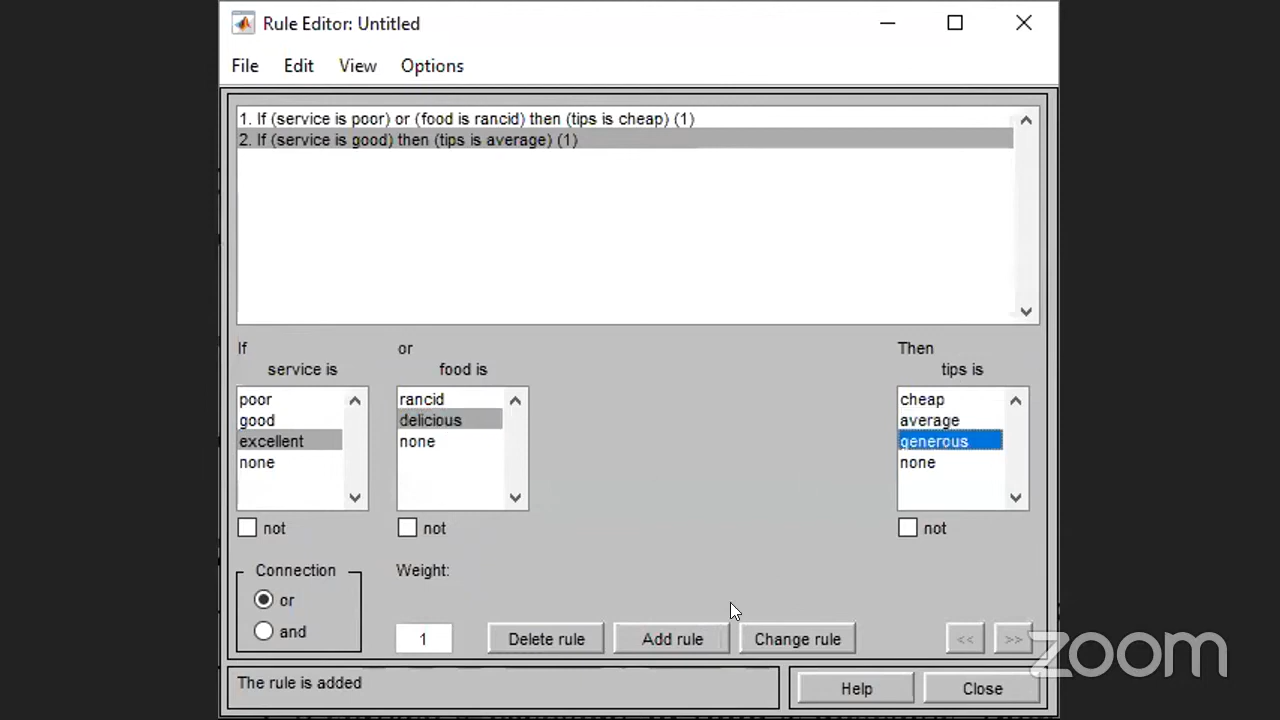 Rule Editor: Untitled
File Edit View Options
1. If (service is poor) or (food is rancid) then (tips is cheap) (1)
2. If (service is good) then (tips is average) (1)
If or Then
service is food is tips is
poor rancid cheap
good delicious average
excellent none generous
none none
not not not
Connection Weight:
or
and 1 Delete rule Add rule Change rule << >>
The rule is added Help Close
zoom